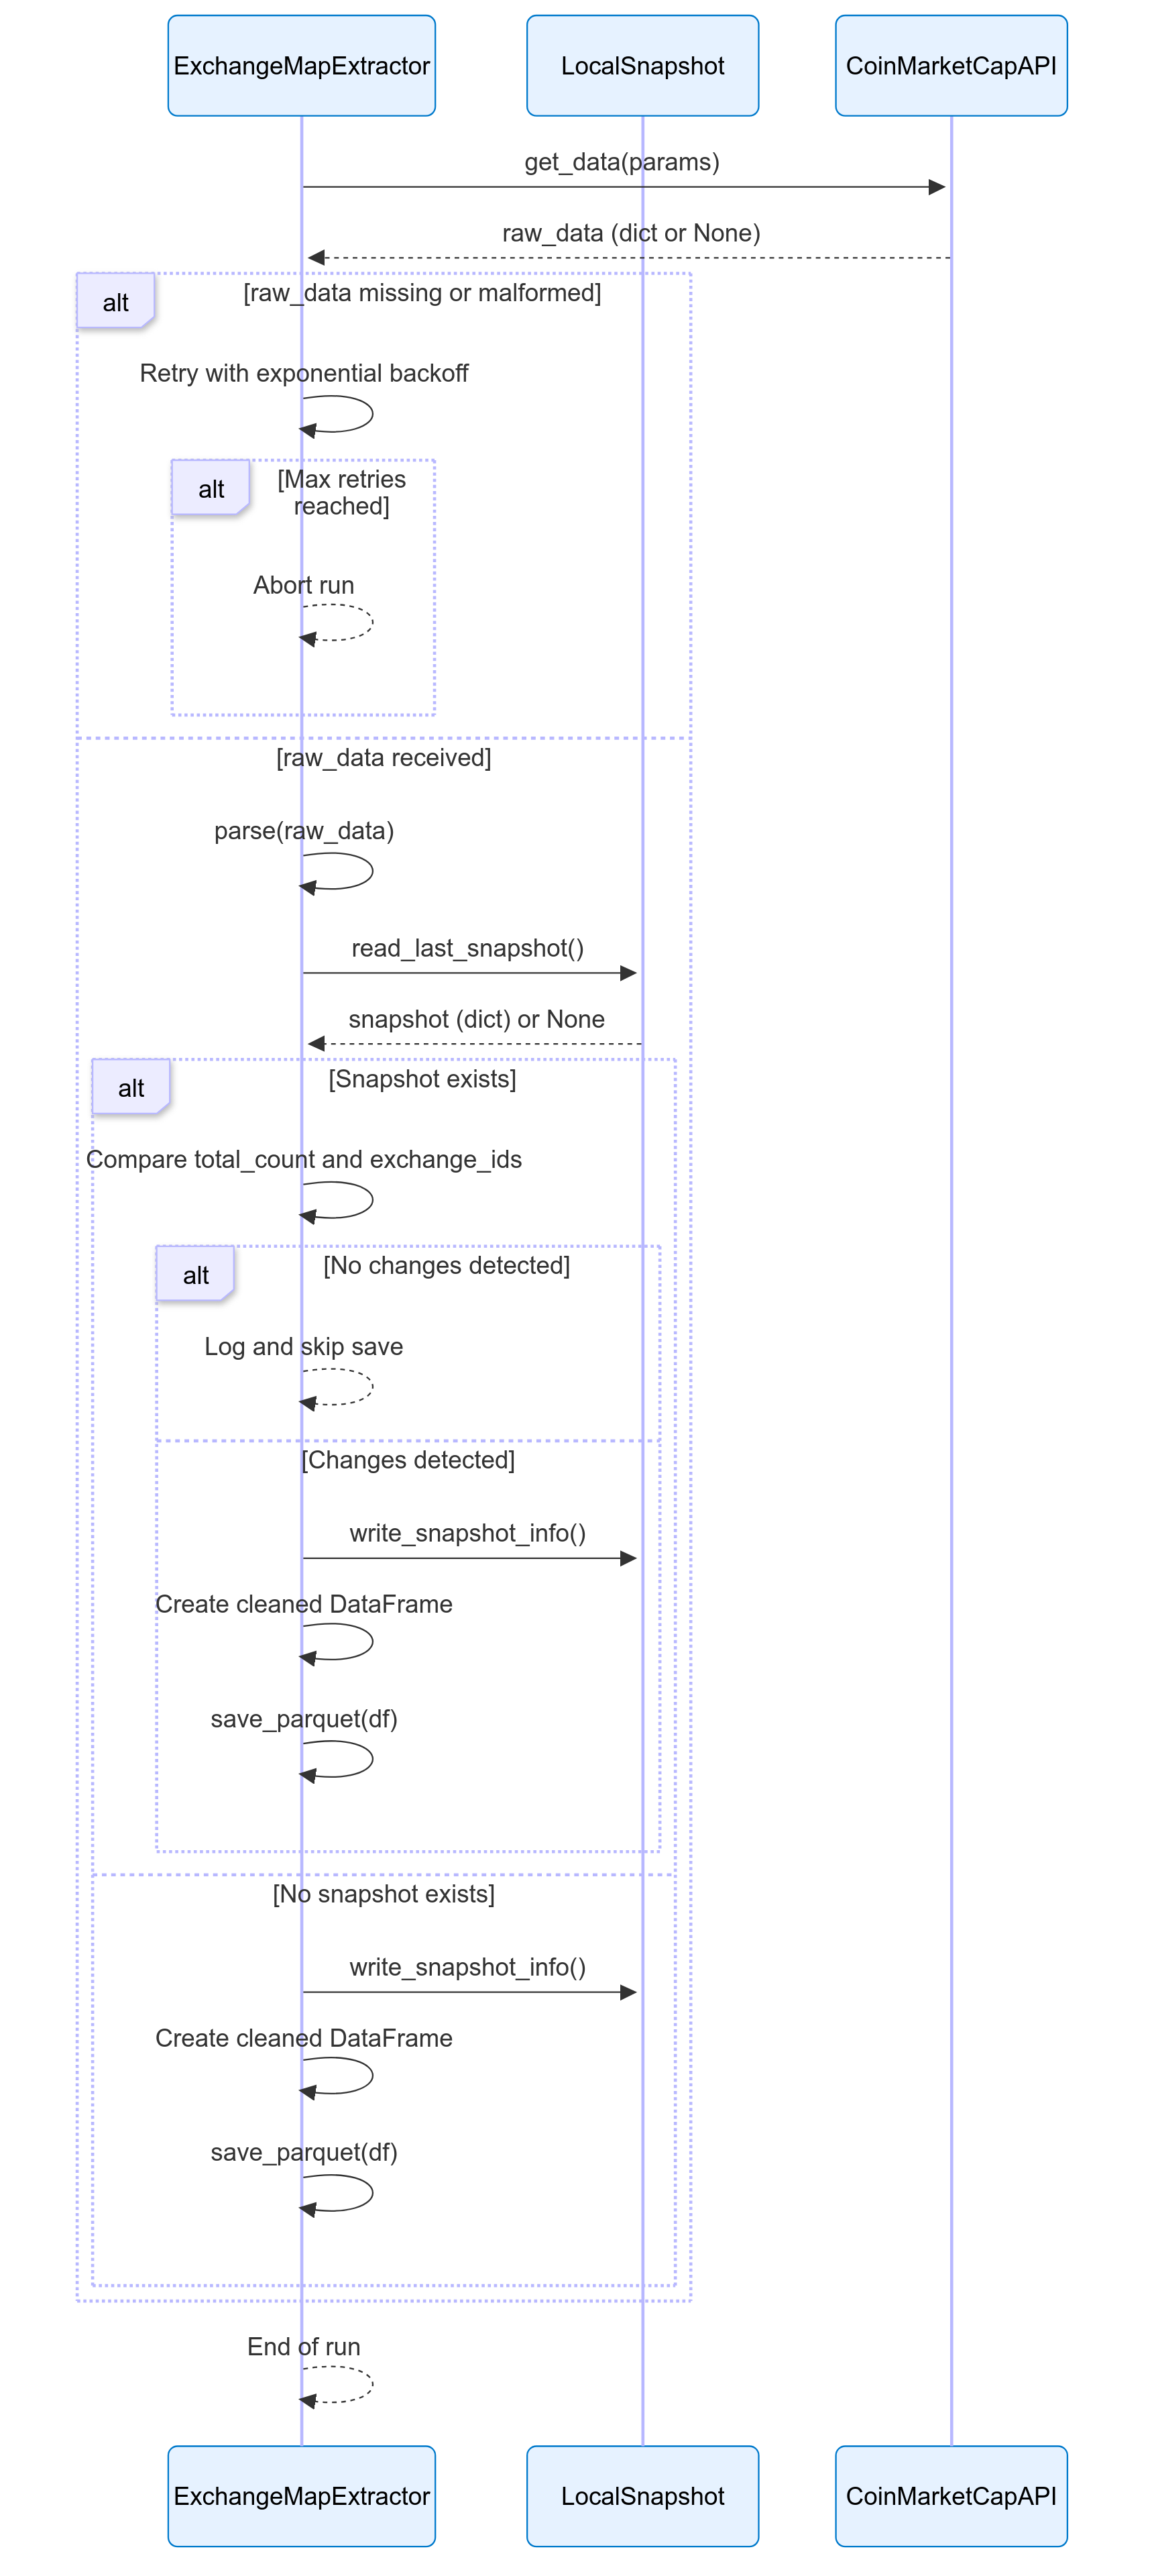 ExchangeMapExtractor
LocalSnapshot
CoinMarketCapAPI
get_data(params)
raw_data (dict or None)
alt
[raw_data missing or malformed]
Retry with exponential backoff
alt
[Max retries
reached]
Abort run
[raw_data received]
parse(raw_data)
read_last_snapshot()
snapshot (dict) or None
alt
[Snapshot exists]
Compare total_count and exchange_ids
alt
[No changes detected]
Log and skip save
[Changes detected]
write_snapshot_info()
Create cleaned DataFrame
save_parquet(df)
[No snapshot exists]
write_snapshot_info()
Create cleaned DataFrame
save_parquet(df)
End of run
ExchangeMapExtractor
LocalSnapshot
CoinMarketCapAPI